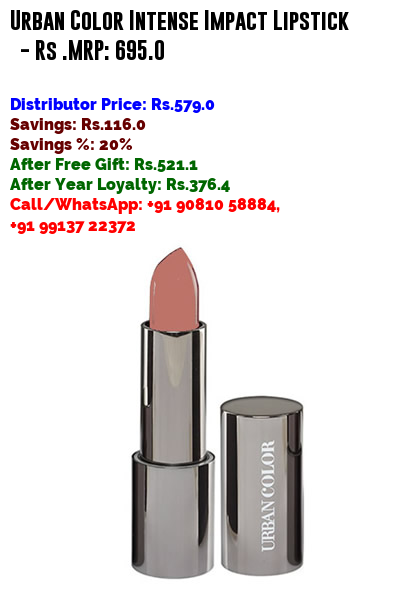 Urban Color Intense Impact Lipstick
- Rs .MRP: 695.0
Distributor Price: Rs.579.0
Savings: Rs.116.0
Savings %: 20%
After Free Gift: Rs.521.1
After Year Loyalty: Rs.376.4
Call/WhatsApp: +91 90810 58884,
+91 99137 22372
URBAN COLOR